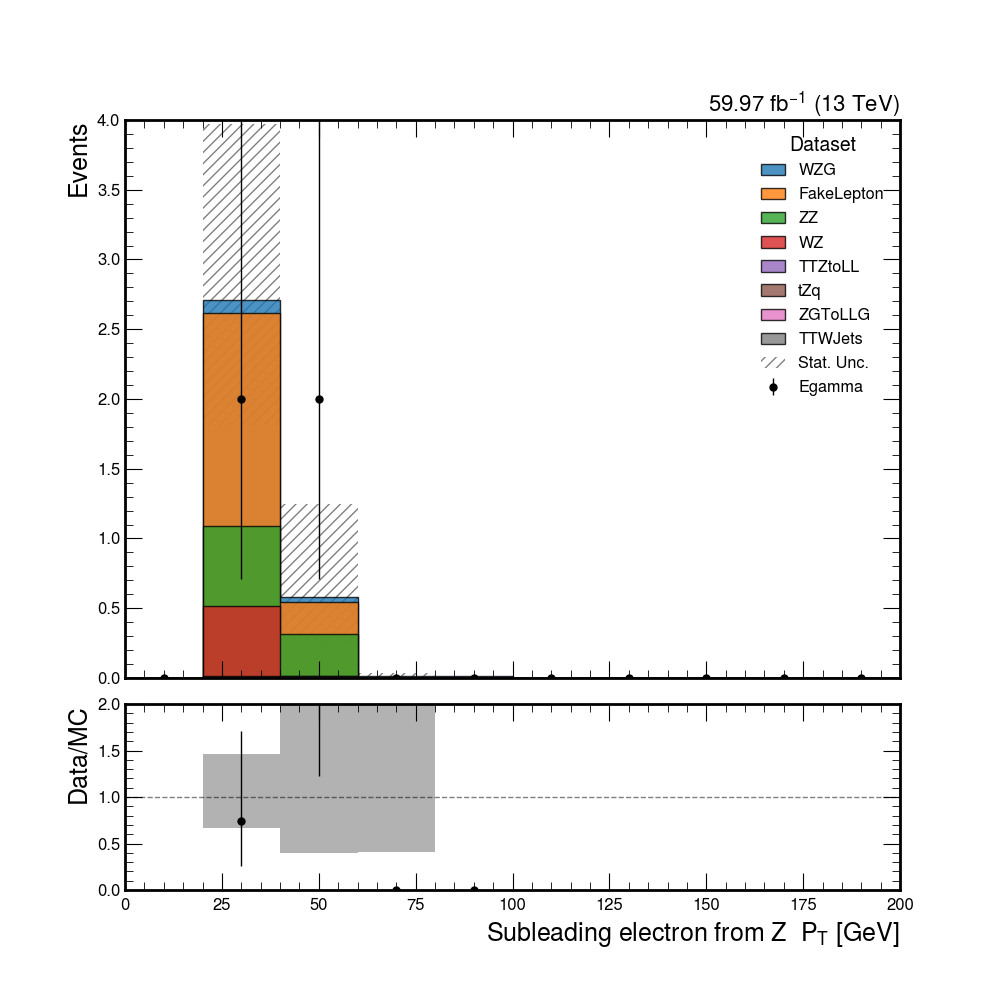 59.97 fb⁻¹ (13 TeV)
Events
4.0
3.5
3.0
2.5
2.0
1.5
1.0
0.5
0.0
Dataset
WZG
FakeLepton
ZZ
WZ
TTZtoLL
tZq
ZGToLLG
TTWJets
Stat. Unc.
Egamma
Data/MC
2.0
1.5
1.0
0.5
0.0
0 25 50 75 100 125 150 175 200
Subleading electron from Z P_T [GeV]